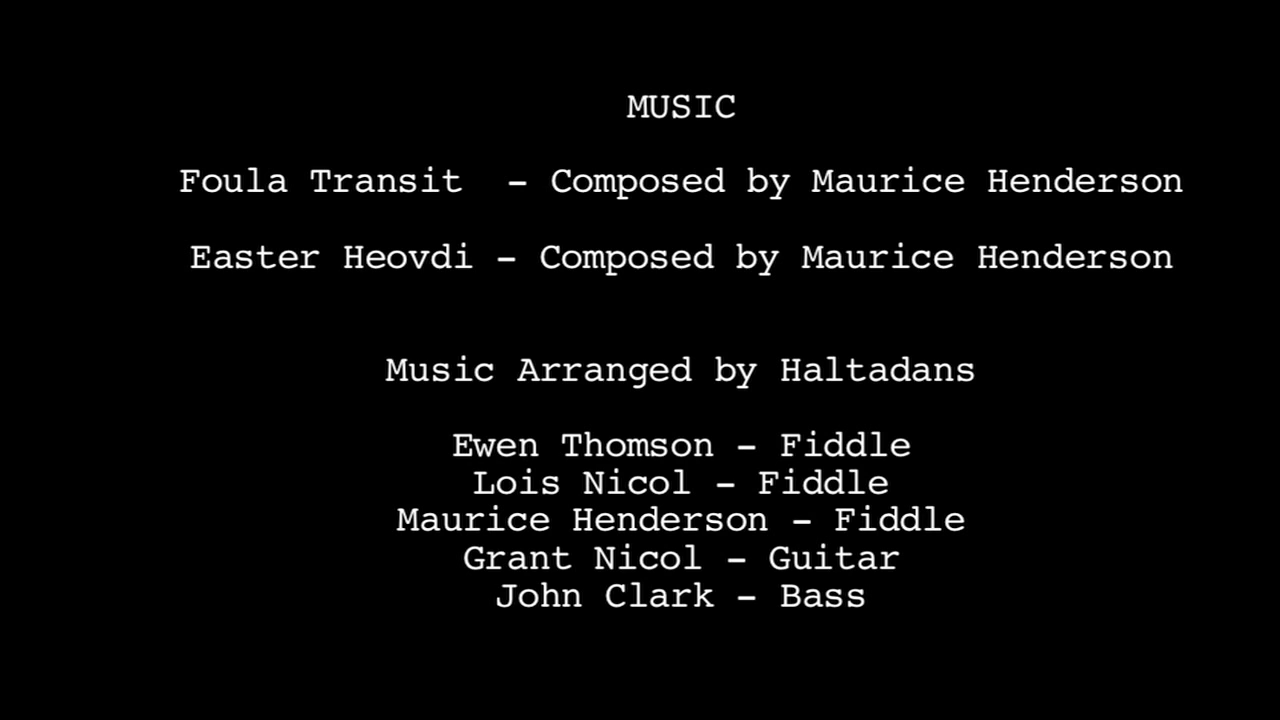 MUSIC
Foula Transit  - Composed by Maurice Henderson
Easter Heovdi - Composed by Maurice Henderson
Music Arranged by Haltadans
Ewen Thomson - Fiddle
Lois Nicol - Fiddle
Maurice Henderson - Fiddle
Grant Nicol - Guitar
John Clark - Bass